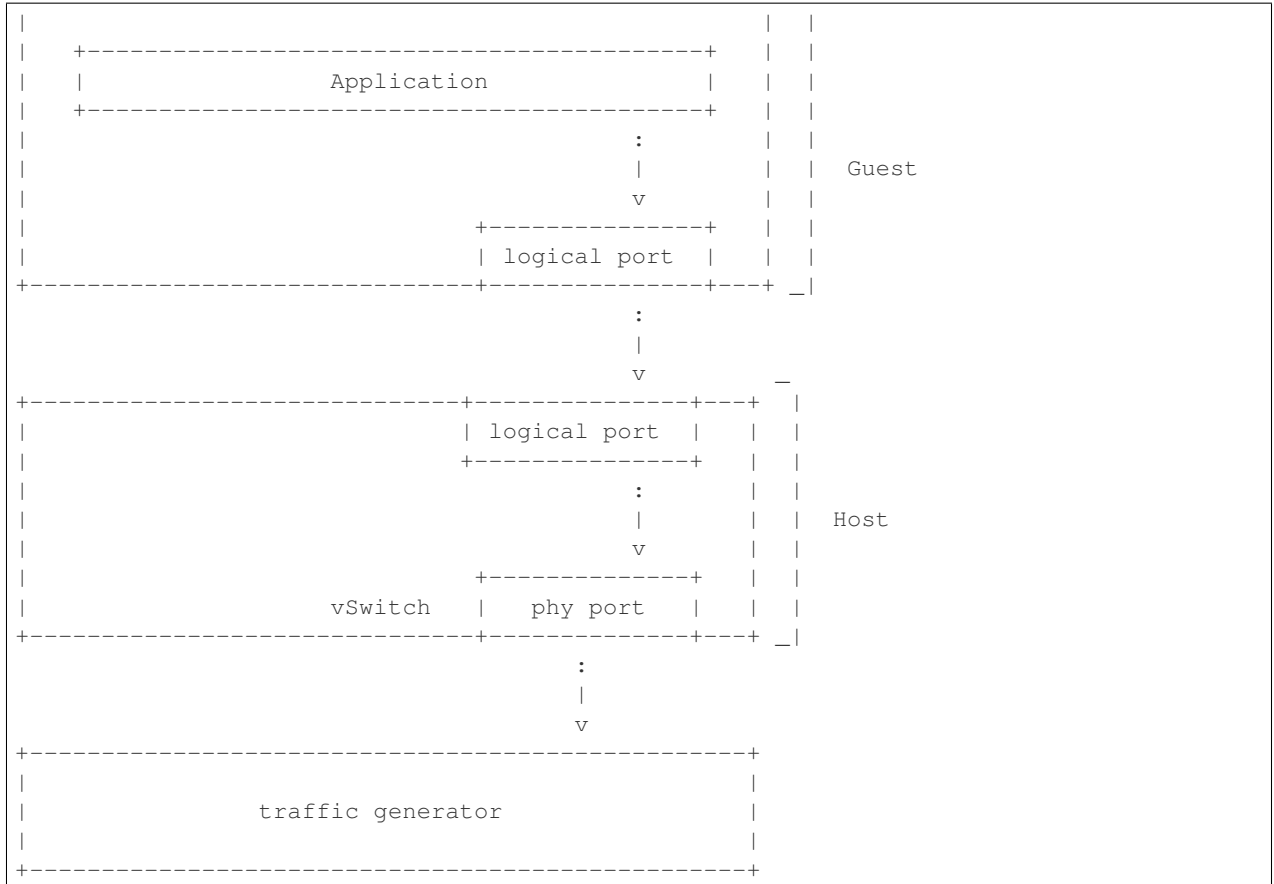 |                                                   |  |
|   +-------------------------------------------+   |  |
|   |                 Application               |   |  |
|   +-------------------------------------------+   |  |
|                                          :        |  |
|                                          |        |  |  Guest
|                                          v        |  |
|                               +---------------+   |  |
|                               | logical port  |   |  |
+-------------------------------+---------------+---+ _|
                                           :
                                           |
                                           v         _
+------------------------------+---------------+---+  |
|                              | logical port  |   |  |
|                              +---------------+   |  |
|                                          :       |  |
|                                          |       |  |  Host
|                                          v       |  |
|                               +--------------+   |  |
|                     vSwitch   |   phy port   |   |  |
+-------------------------------+--------------+---+ _|
                                       :
                                       |
                                       v
+--------------------------------------------------+
|                                                  |
|                traffic generator                 |
|                                                  |
+--------------------------------------------------+